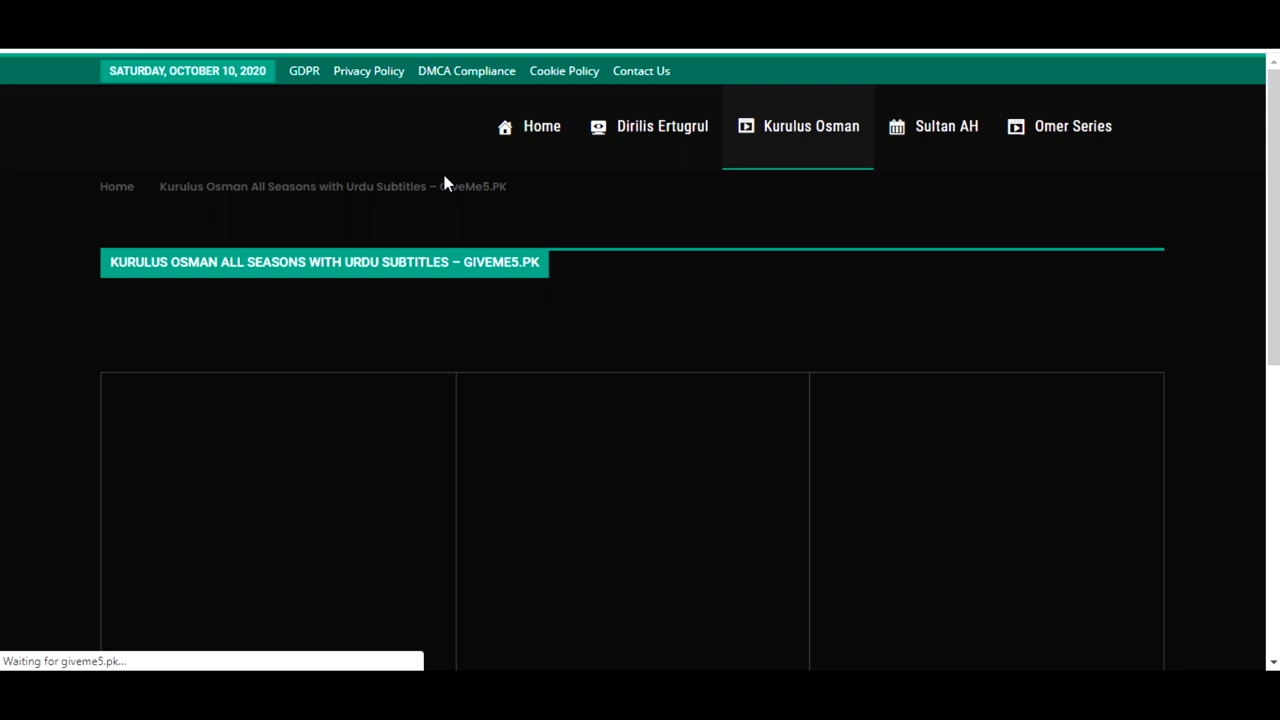 SATURDAY, OCTOBER 10, 2020 GDPR Privacy Policy DMCA Compliance Cookie Policy Contact Us
Home Dirilis Ertugrul Kurulus Osman Sultan AH Omer Series
Home Kurulus Osman All Seasons with Urdu Subtitles – GiveMe5.PK
KURULUS OSMAN ALL SEASONS WITH URDU SUBTITLES – GIVEME5.PK
Waiting for giveme5.pk...